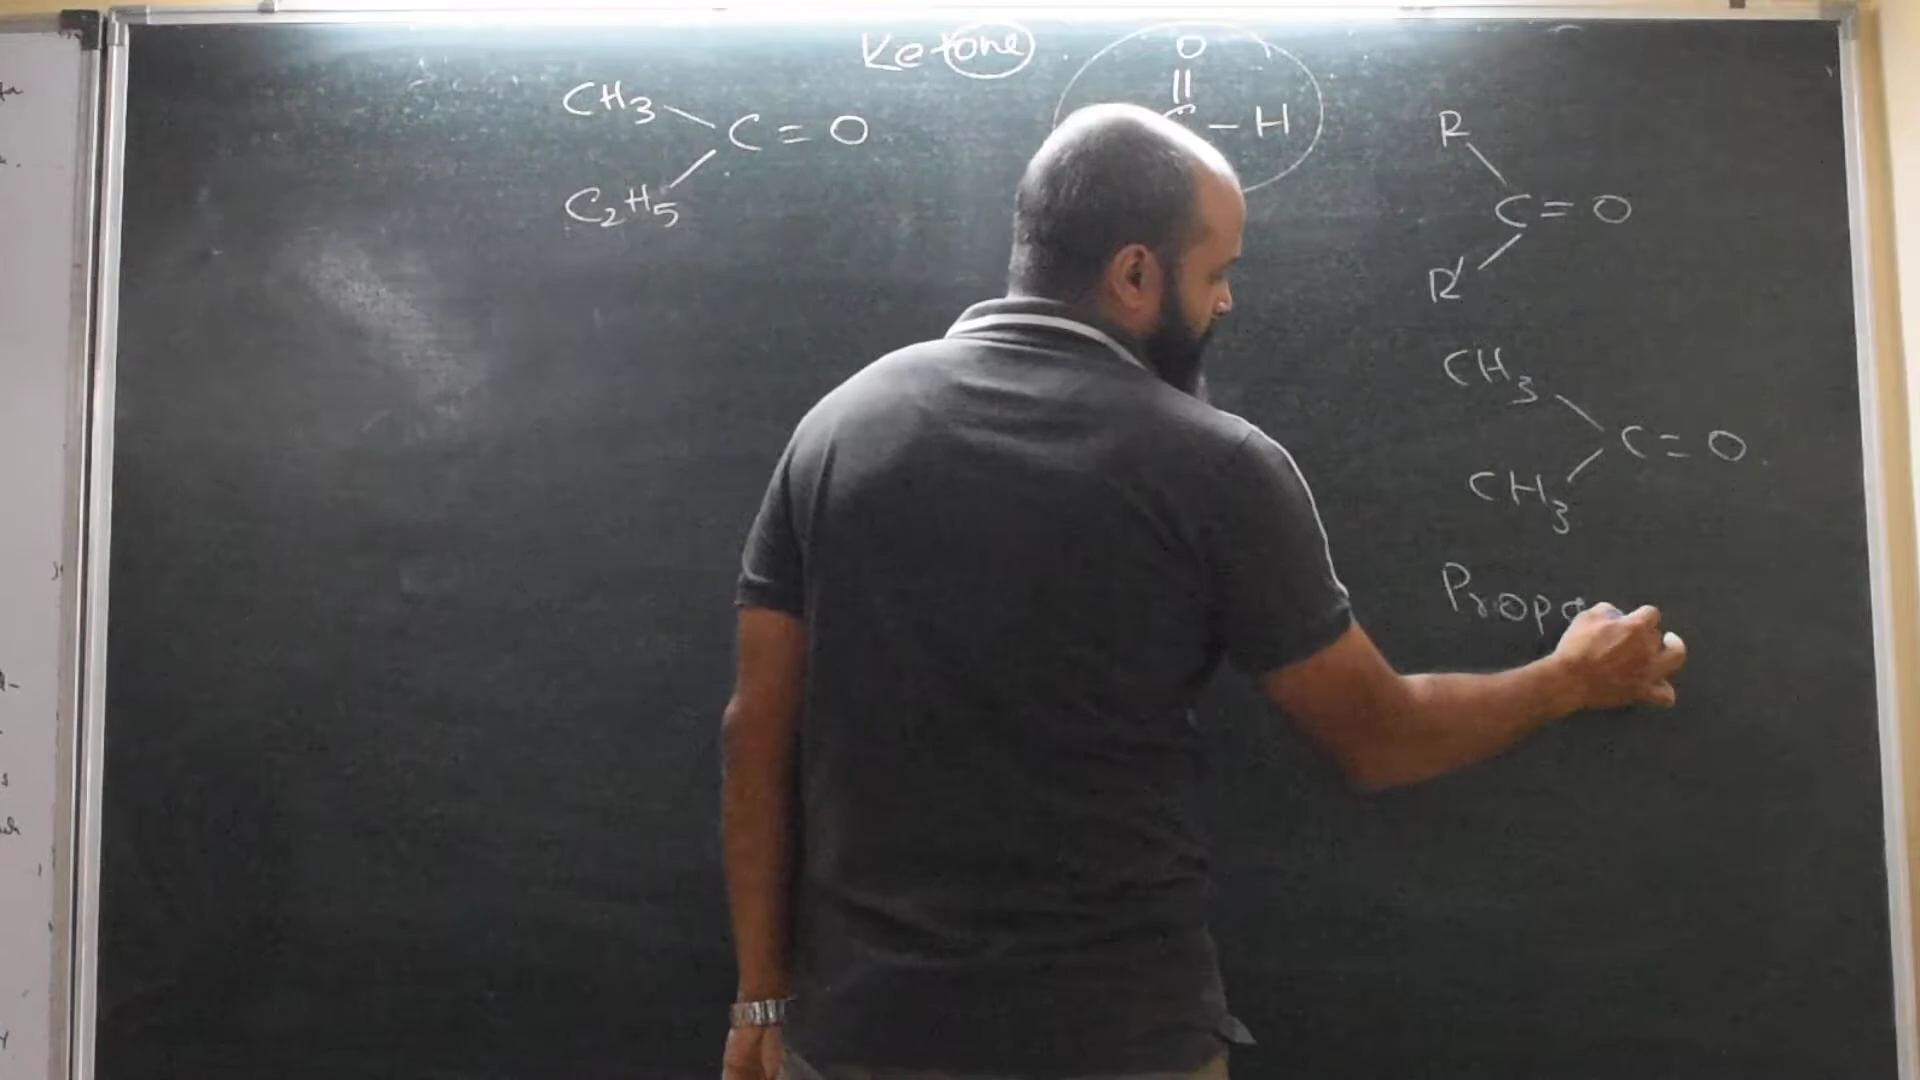 Ketone
CH3
C = O
C2H5
O
||
C - H
R
C = O
R'
CH3
C = O
CH3
Propa